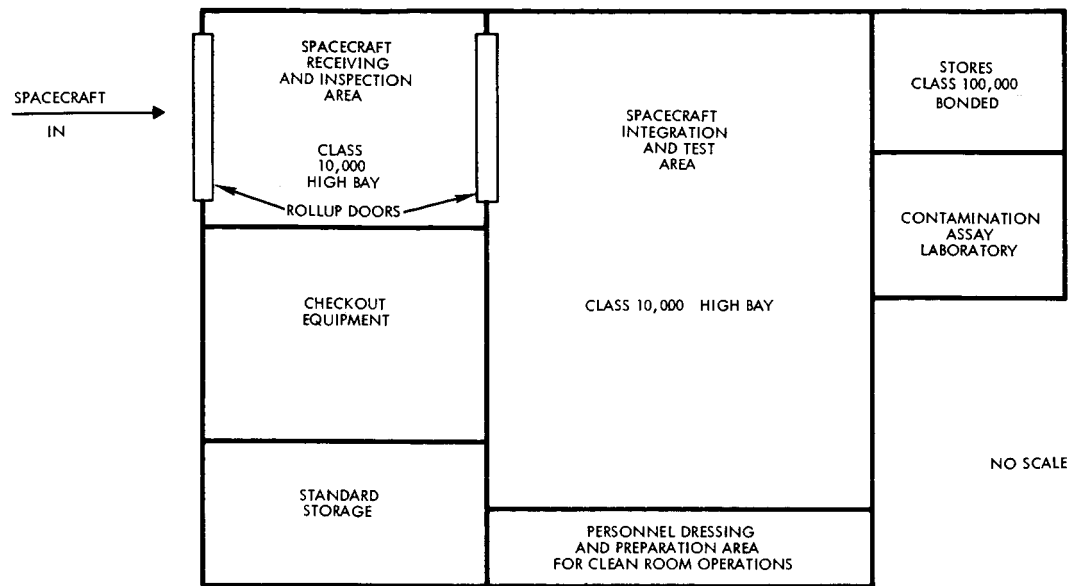 SPACECRAFT
IN
SPACECRAFT
RECEIVING
AND INSPECTION
AREA
CLASS
10,000
HIGH BAY
ROLLUP DOORS
CHECKOUT
EQUIPMENT
STANDARD
STORAGE
SPACECRAFT
INTEGRATION
AND TEST
AREA
CLASS 10,000 HIGH BAY
PERSONNEL DRESSING
AND PREPARATION AREA
FOR CLEAN ROOM OPERATIONS
STORES
CLASS 100,000
BONDED
CONTAMINATION
ASSAY
LABORATORY
NO SCALE